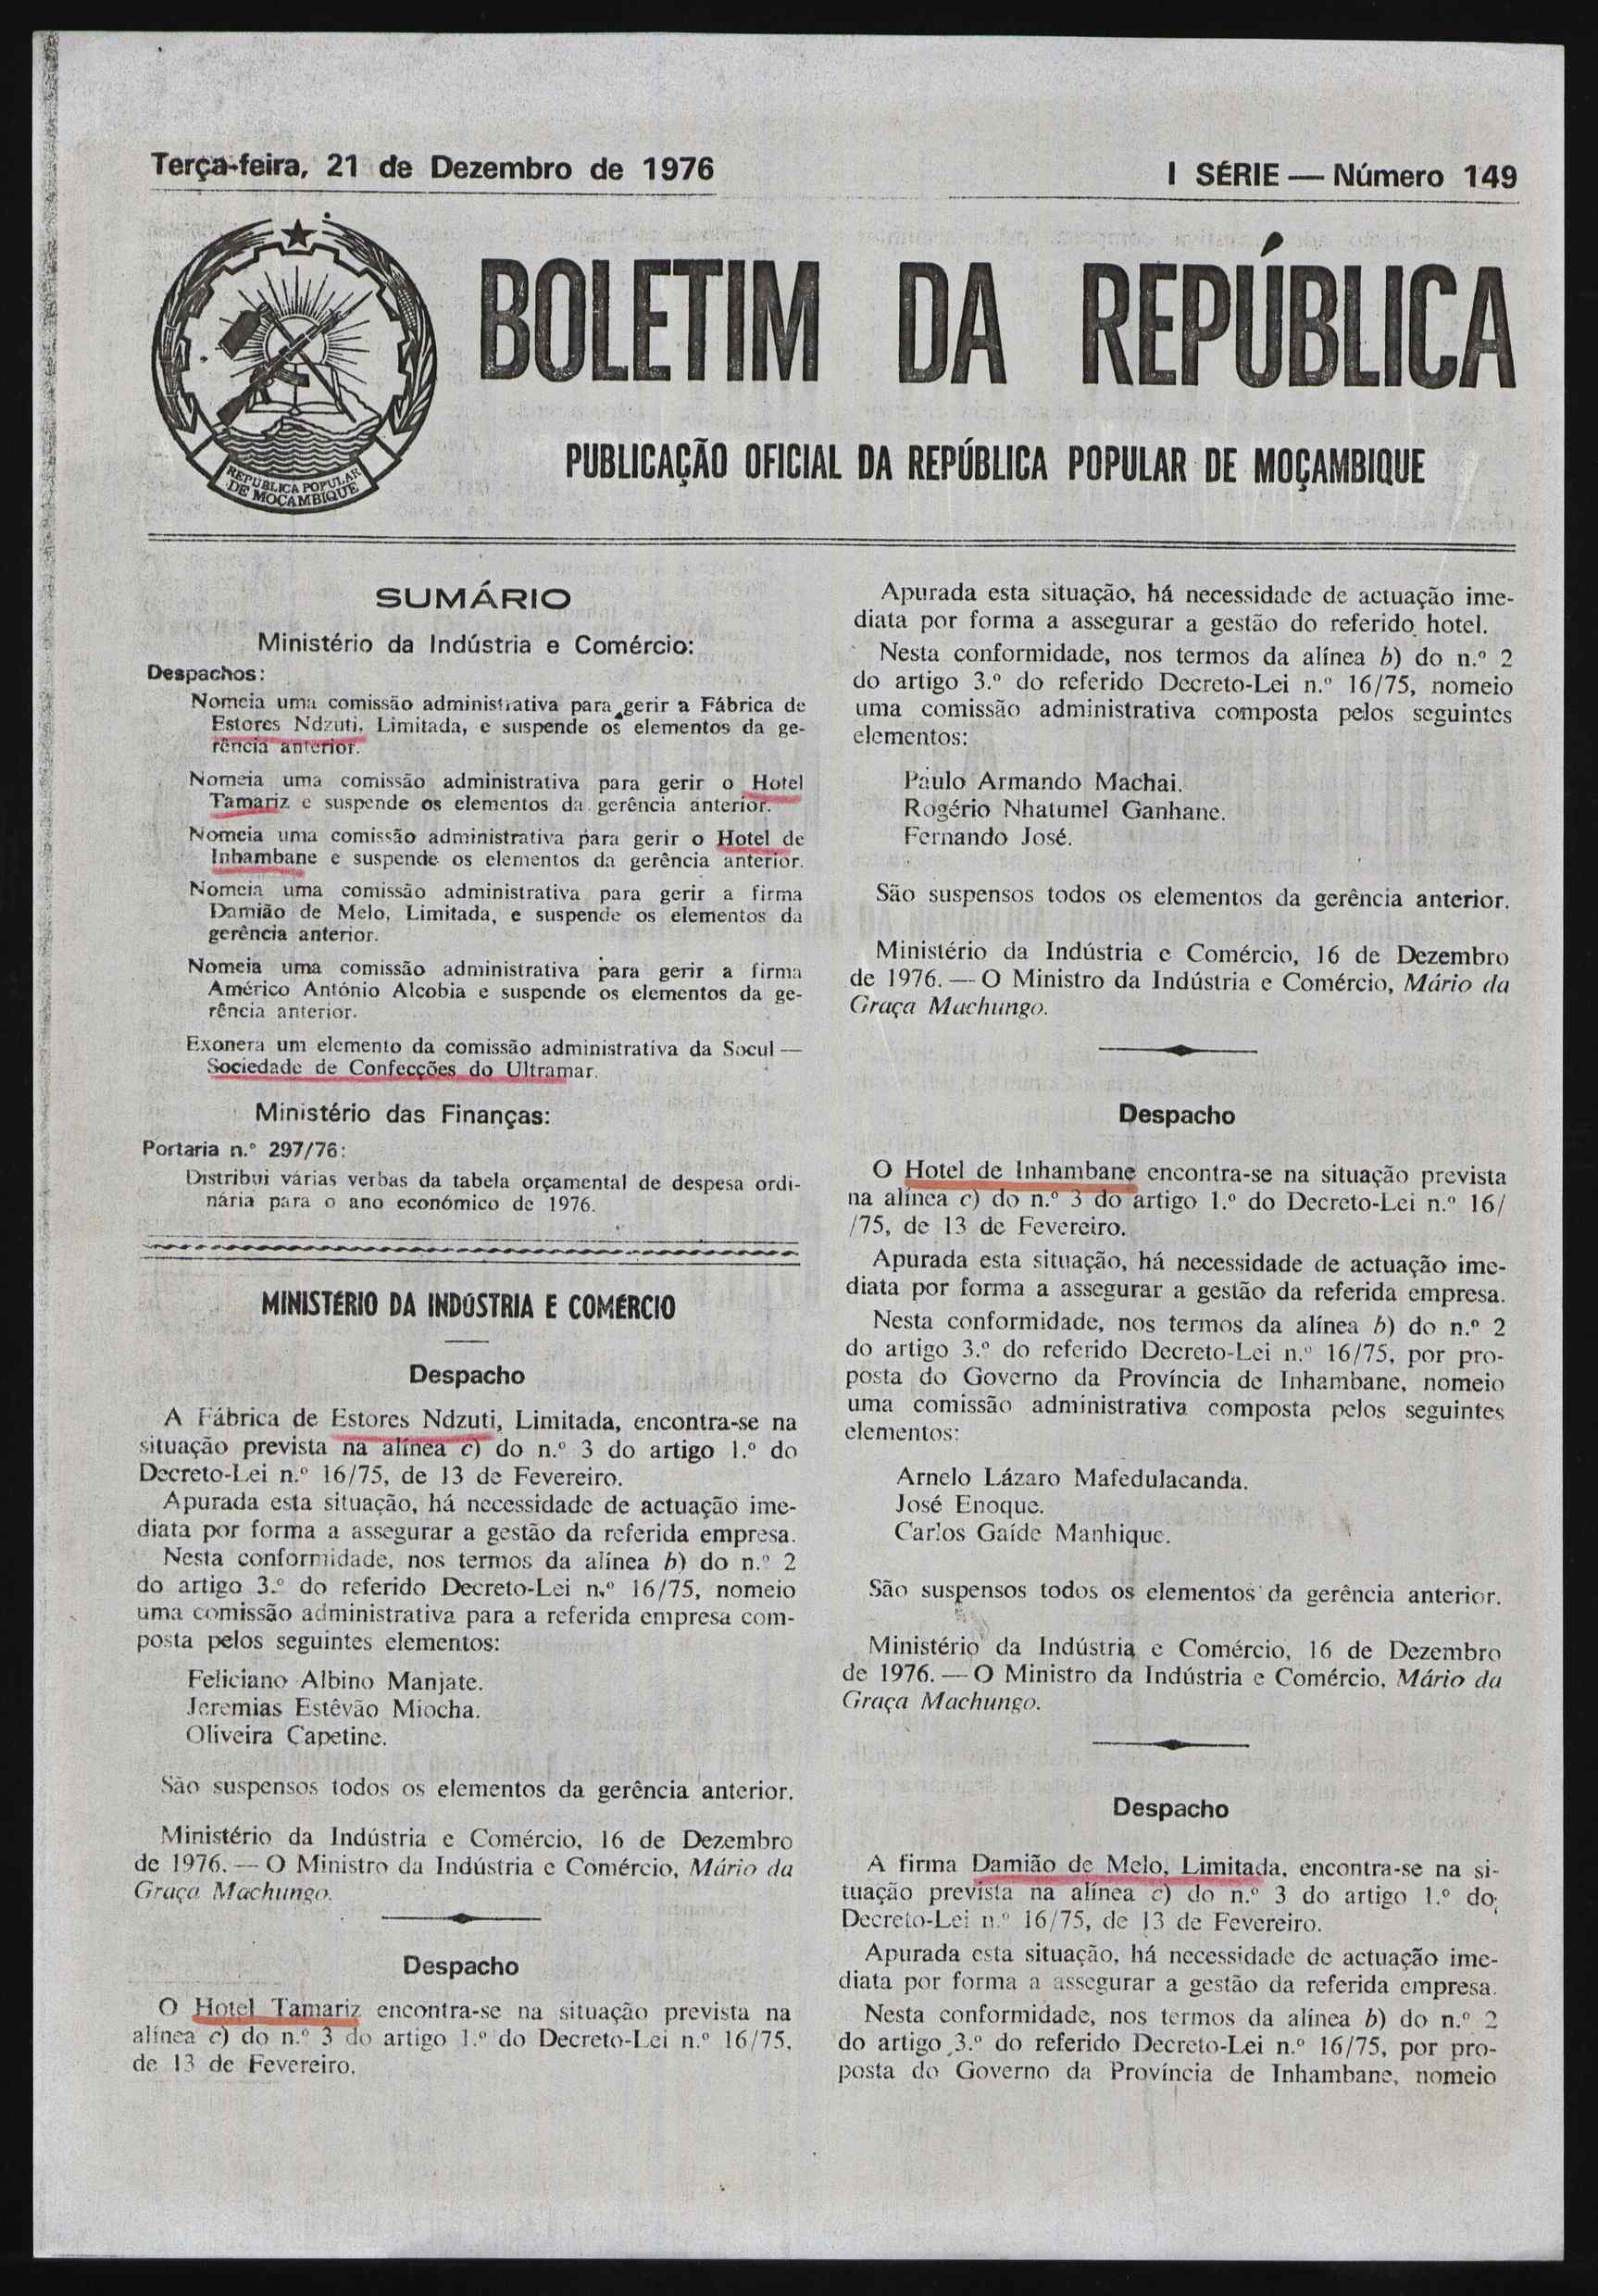 Terça-feira, 21 de Dezembro de 1976
I SÉRIE — Número 149
BOLETIM DA REPÚBLICA
PUBLICAÇÃO OFICIAL DA REPÚBLICA POPULAR DE MOÇAMBIQUE
REPÚBLICA POPULAR
DE MOÇAMBIQUE
SUMÁRIO
Ministério da Indústria e Comércio:
Despachos:
Nomeia uma comissão administrativa para gerir a Fábrica de
Estores Ndzuti, Limitada, e suspende os elementos da ge-
rência anterior.
Nomeia uma comissão administrativa para gerir o Hotel
Tamariz e suspende os elementos da gerência anterior.
Nomeia uma comissão administrativa para gerir o Hotel de
Inhambane e suspende os elementos da gerência anterior.
Nomeia uma comissão administrativa para gerir a firma
Damião de Melo, Limitada, e suspende os elementos da
gerência anterior.
Nomeia uma comissão administrativa para gerir a firma
Américo António Alcobia e suspende os elementos da ge-
rência anterior.
Exonera um elemento da comissão administrativa da Socul —
Sociedade de Confecções do Ultramar.
Ministério das Finanças:
Portaria n.º 297/76:
Distribui várias verbas da tabela orçamental de despesa ordi-
nária para o ano económico de 1976.
MINISTÉRIO DA INDÚSTRIA E COMÉRCIO
Despacho
A Fábrica de Estores Ndzuti, Limitada, encontra-se na
situação prevista na alínea c) do n.º 3 do artigo 1.º do
Decreto-Lei n.º 16/75, de 13 de Fevereiro.
Apurada esta situação, há necessidade de actuação ime-
diata por forma a assegurar a gestão da referida empresa.
Nesta conformidade, nos termos da alínea b) do n.º 2
do artigo 3.º do referido Decreto-Lei n.º 16/75, nomeio
uma comissão administrativa para a referida empresa com-
posta pelos seguintes elementos:
Feliciano Albino Manjate.
Jeremias Estêvão Miocha.
Oliveira Capetine.
São suspensos todos os elementos da gerência anterior.
Ministério da Indústria e Comércio, 16 de Dezembro
de 1976. — O Ministro da Indústria e Comércio, Mário da
Graça Machungo.
Despacho
O Hotel Tamariz encontra-se na situação prevista na
alínea c) do n.º 3 do artigo 1.º do Decreto-Lei n.º 16/75,
de 13 de Fevereiro.
Apurada esta situação, há necessidade de actuação ime-
diata por forma a assegurar a gestão do referido hotel.
Nesta conformidade, nos termos da alínea b) do n.º 2
do artigo 3.º do referido Decreto-Lei n.º 16/75, nomeio
uma comissão administrativa composta pelos seguintes
elementos:
Paulo Armando Machai.
Rogério Nhatumel Ganhane.
Fernando José.
São suspensos todos os elementos da gerência anterior.
Ministério da Indústria e Comércio, 16 de Dezembro
de 1976. — O Ministro da Indústria e Comércio, Mário da
Graça Machungo.
Despacho
O Hotel de Inhambane encontra-se na situação prevista
na alínea c) do n.º 3 do artigo 1.º do Decreto-Lei n.º 16/
/75, de 13 de Fevereiro.
Apurada esta situação, há necessidade de actuação ime-
diata por forma a assegurar a gestão da referida empresa.
Nesta conformidade, nos termos da alínea b) do n.º 2
do artigo 3.º do referido Decreto-Lei n.º 16/75, por pro-
posta do Governo da Província de Inhambane, nomeio
uma comissão administrativa composta pelos seguintes
elementos:
Arnelo Lázaro Mafedulacanda.
José Enoque.
Carlos Gaíde Manhique.
São suspensos todos os elementos da gerência anterior.
Ministério da Indústria e Comércio, 16 de Dezembro
de 1976. — O Ministro da Indústria e Comércio, Mário da
Graça Machungo.
Despacho
A firma Damião de Melo, Limitada, encontra-se na si-
tuação prevista na alínea c) do n.º 3 do artigo 1.º do
Decreto-Lei n.º 16/75, de 13 de Fevereiro.
Apurada esta situação, há necessidade de actuação ime-
diata por forma a assegurar a gestão da referida empresa.
Nesta conformidade, nos termos da alínea b) do n.º 2
do artigo 3.º do referido Decreto-Lei n.º 16/75, por pro-
posta do Governo da Província de Inhambane, nomeio